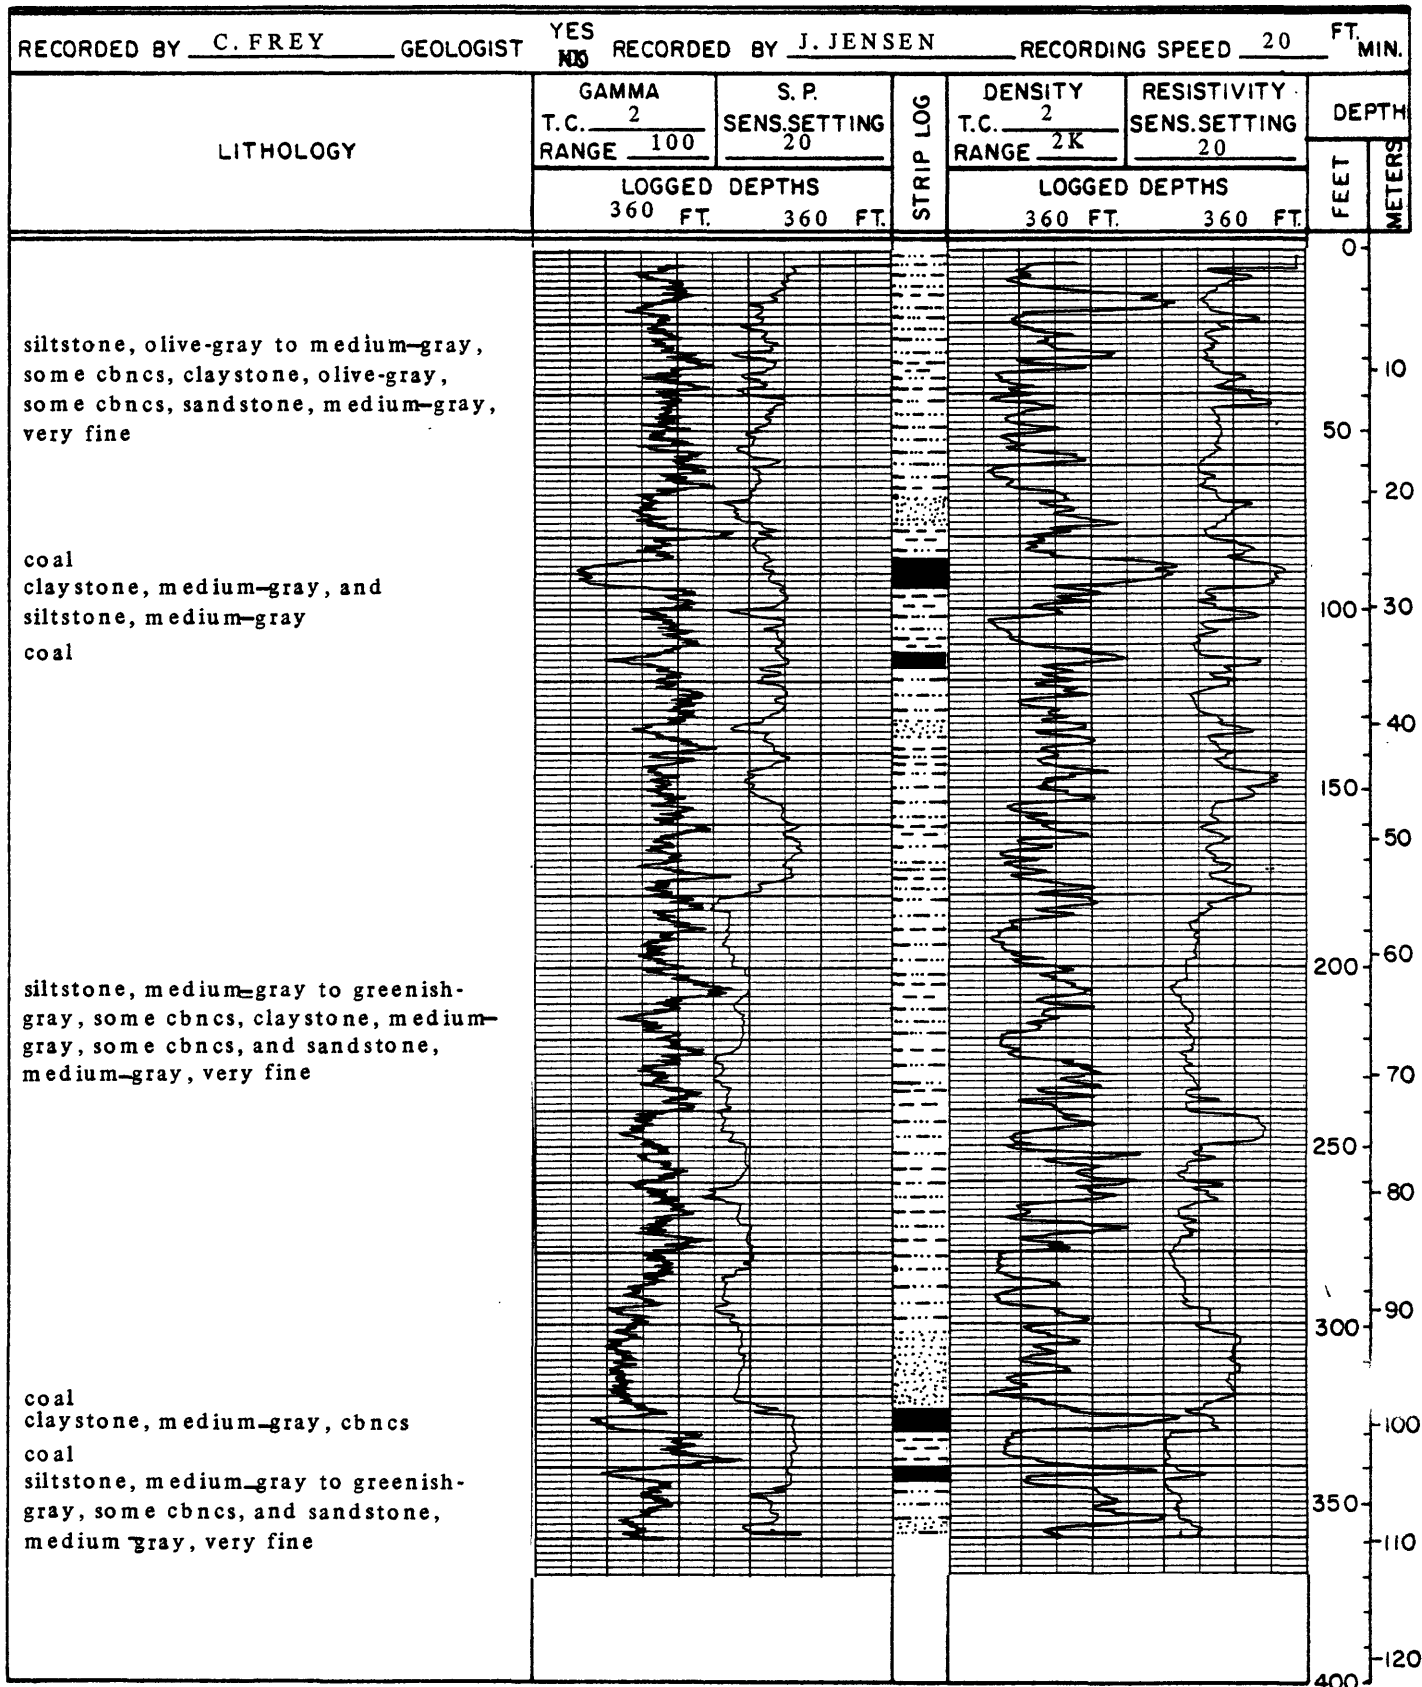 RECORDED BY C. FREY GEOLOGIST YES NO RECORDED BY J. JENSEN RECORDING SPEED 20 FT. MIN.
LITHOLOGY
GAMMA
T.C. 2
RANGE 100
S. P.
SENS. SETTING
20
LOGGED DEPTHS
360 FT. 360 FT.
STRIP LOG
DENSITY
T.C. 2
RANGE 2K
RESISTIVITY
SENS. SETTING
20
LOGGED DEPTHS
360 FT. 360 FT.
DEPTH
FEET
METERS
siltstone, olive-gray to medium-gray,
some cbncs, claystone, olive-gray,
some cbncs, sandstone, medium-gray,
very fine
coal
claystone, medium-gray, and
siltstone, medium-gray
coal
siltstone, medium-gray to greenish-
gray, some cbncs, claystone, medium-
gray, some cbncs, and sandstone,
medium-gray, very fine
coal
claystone, medium-gray, cbncs
coal
siltstone, medium-gray to greenish-
gray, some cbncs, and sandstone,
medium gray, very fine
0
10
50
20
100
30
40
150
50
60
200
70
250
80
90
300
100
350
110
120
400